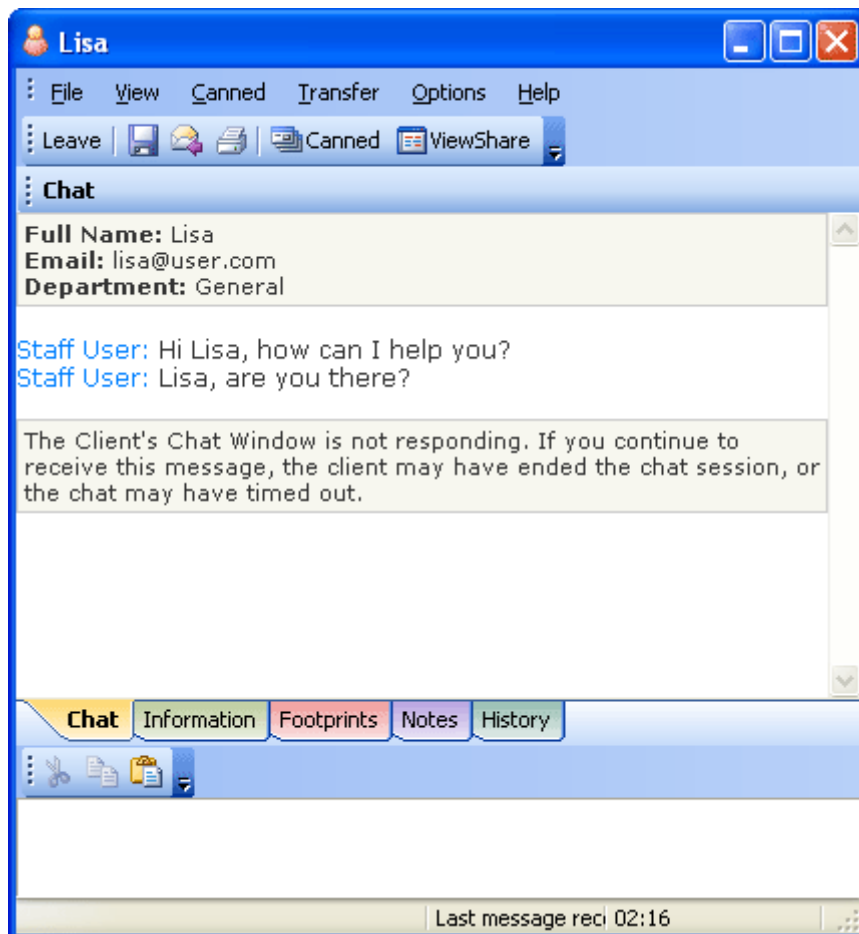 Lisa
File View Canned Transfer Options Help
Leave Canned ViewShare
Chat
Full Name: Lisa
Email: lisa@user.com
Department: General
Staff User: Hi Lisa, how can I help you?
Staff User: Lisa, are you there?
The Client's Chat Window is not responding. If you continue to
receive this message, the client may have ended the chat session, or
the chat may have timed out.
Chat Information Footprints Notes History
Last message rec 02:16